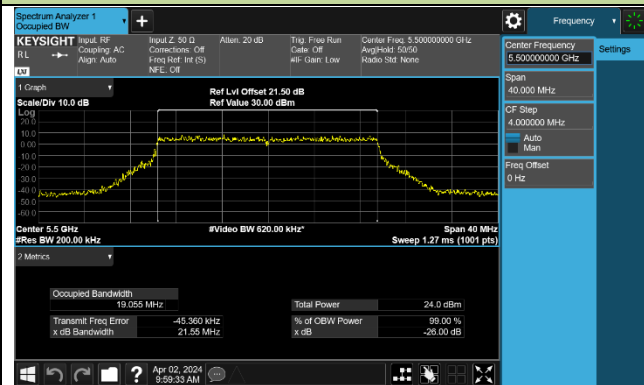 Spectrum Analyzer 1
Occupied BW
+
Frequency
KEYSIGHT Input: RF Input Z: 50 Ω Atten: 20 dB Trig: Free Run Center Freq: 5.500000000 GHz
RL Coupling: AC Corrections: Off Gate: Off Avg|Hold: 50/50
Align: Auto Freq Ref: Int (S) #IF Gain: Low Radio Std: None
NFE: Off
LXI
Center Frequency
5.500000000 GHz
Settings
Span
40.000 MHz
CF Step
4.000000 MHz
Auto
Man
Freq Offset
0 Hz
1 Graph
Ref Lvl Offset 21.50 dB
Scale/Div 10.0 dB Ref Value 30.00 dBm
Log
20.0
10.0
0.00
-10.0
-20.0
-30.0
-40.0
-50.0
-60.0
Center 5.5 GHz #Video BW 620.00 kHz* Span 40 MHz
#Res BW 200.00 kHz Sweep 1.27 ms (1001 pts)
2 Metrics
Occupied Bandwidth
19.055 MHz Total Power 24.0 dBm
Transmit Freq Error -45.360 kHz % of OBW Power 99.00 %
x dB Bandwidth 21.55 MHz x dB -26.00 dB
? Apr 02, 2024
9:59:33 AM